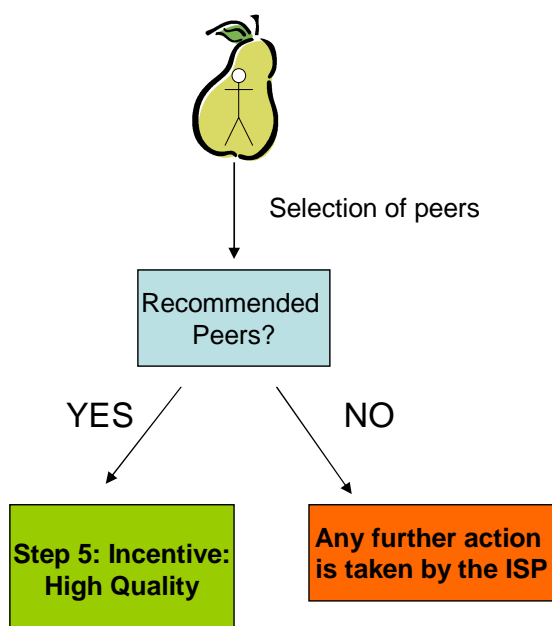 Selection of peers
Recommended
Peers?
YES
NO
Step 5: Incentive:
High Quality
Any further action
is taken by the ISP